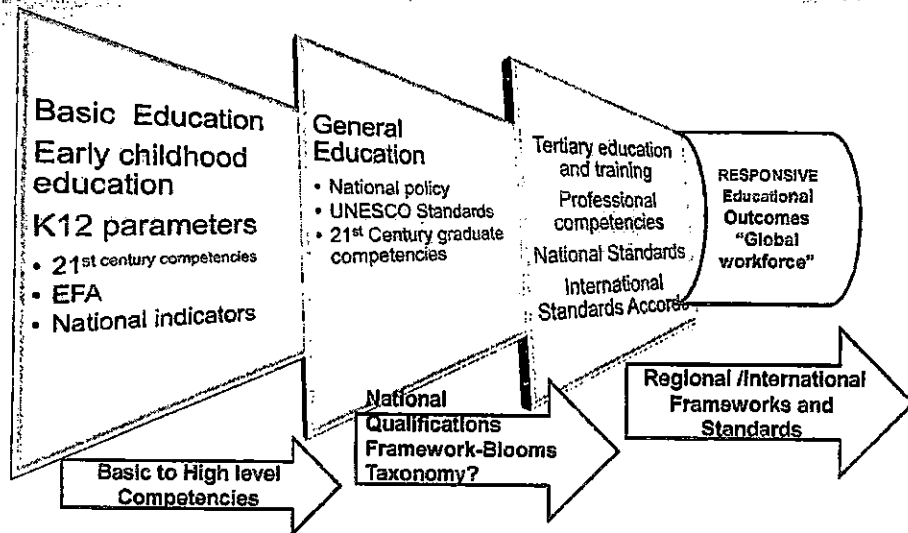 Basic Education
Early childhood
education
K12 parameters
• 21st century competencies
• EFA
• National indicators
General
Education
• National policy
• UNESCO Standards
• 21st Century graduate
competencies
Tertiary education
and training
Professional
competencies
National Standards
International
Standards Accords
RESPONSIVE
Educational
Outcomes
“Global
workforce”
Basic to High level
Competencies
National
Qualifications
Framework-Blooms
Taxonomy?
Regional /International
Frameworks and
Standards